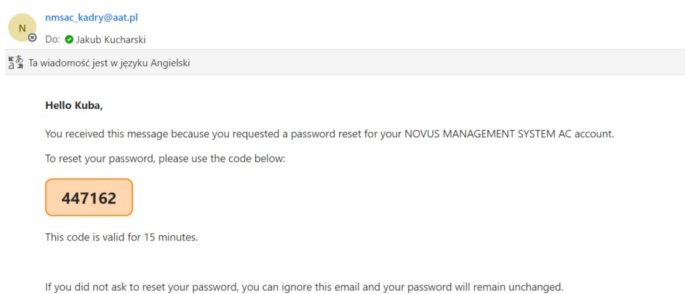 nmsac_kadry@aat.pl
N
Do: Jakub Kucharski
Ta wiadomość jest w języku Angielski
Hello Kuba,
You received this message because you requested a password reset for your NOVUS MANAGEMENT SYSTEM AC account.
To reset your password, please use the code below:
447162
This code is valid for 15 minutes.
If you did not ask to reset your password, you can ignore this email and your password will remain unchanged.